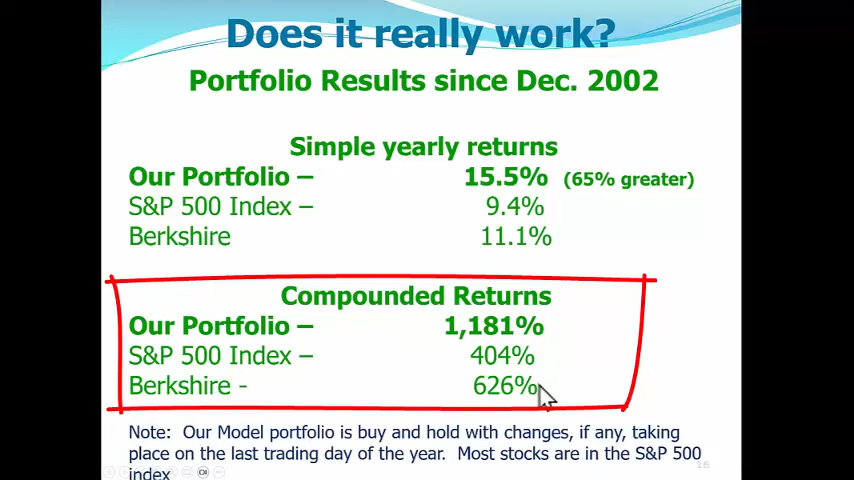 Does it really work?
Portfolio Results since Dec. 2002
Simple yearly returns
Our Portfolio – 15.5% (65% greater)
S&P 500 Index – 9.4%
Berkshire 11.1%
Compounded Returns
Our Portfolio – 1,181%
S&P 500 Index – 404%
Berkshire - 626%
Note: Our Model portfolio is buy and hold with changes, if any, taking
place on the last trading day of the year. Most stocks are in the S&P 500
index
16